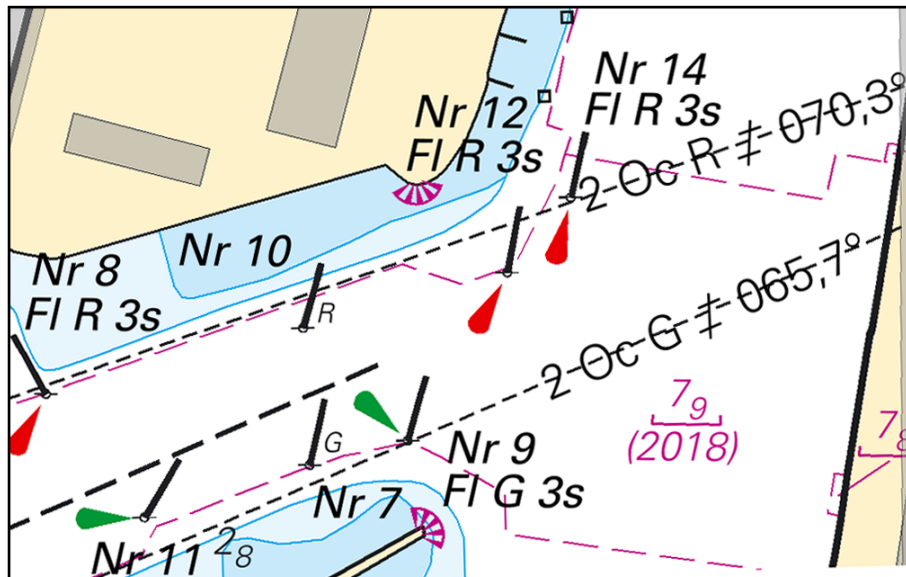 Nr 14
Fl R 3s
Nr 12
Fl R 3s
2 Oc R ≠ 070,3°
Nr 10
Nr 8
Fl R 3s
R
2 Oc G ≠ 065,7°
7₉
(2018)
7₈
G
Nr 9
Fl G 3s
Nr 7
Nr 11
2₈